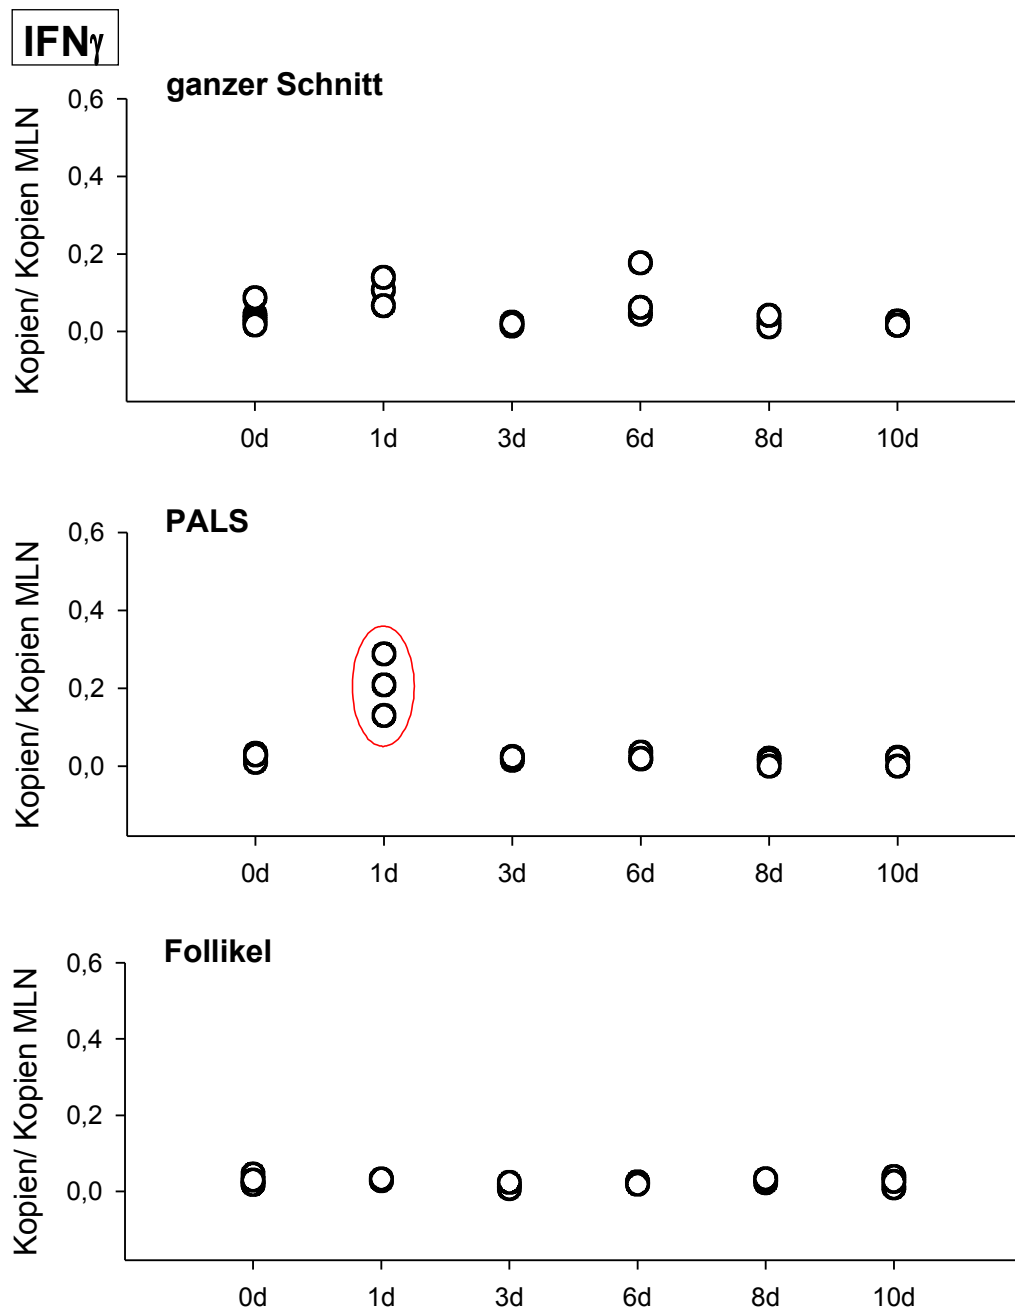 IFNγ
ganzer Schnitt
Kopien/ Kopien MLN
0,6
0,4
0,2
0,0
0d 1d 3d 6d 8d 10d
PALS
Kopien/ Kopien MLN
0,6
0,4
0,2
0,0
0d 1d 3d 6d 8d 10d
Follikel
Kopien/ Kopien MLN
0,6
0,4
0,2
0,0
0d 1d 3d 6d 8d 10d